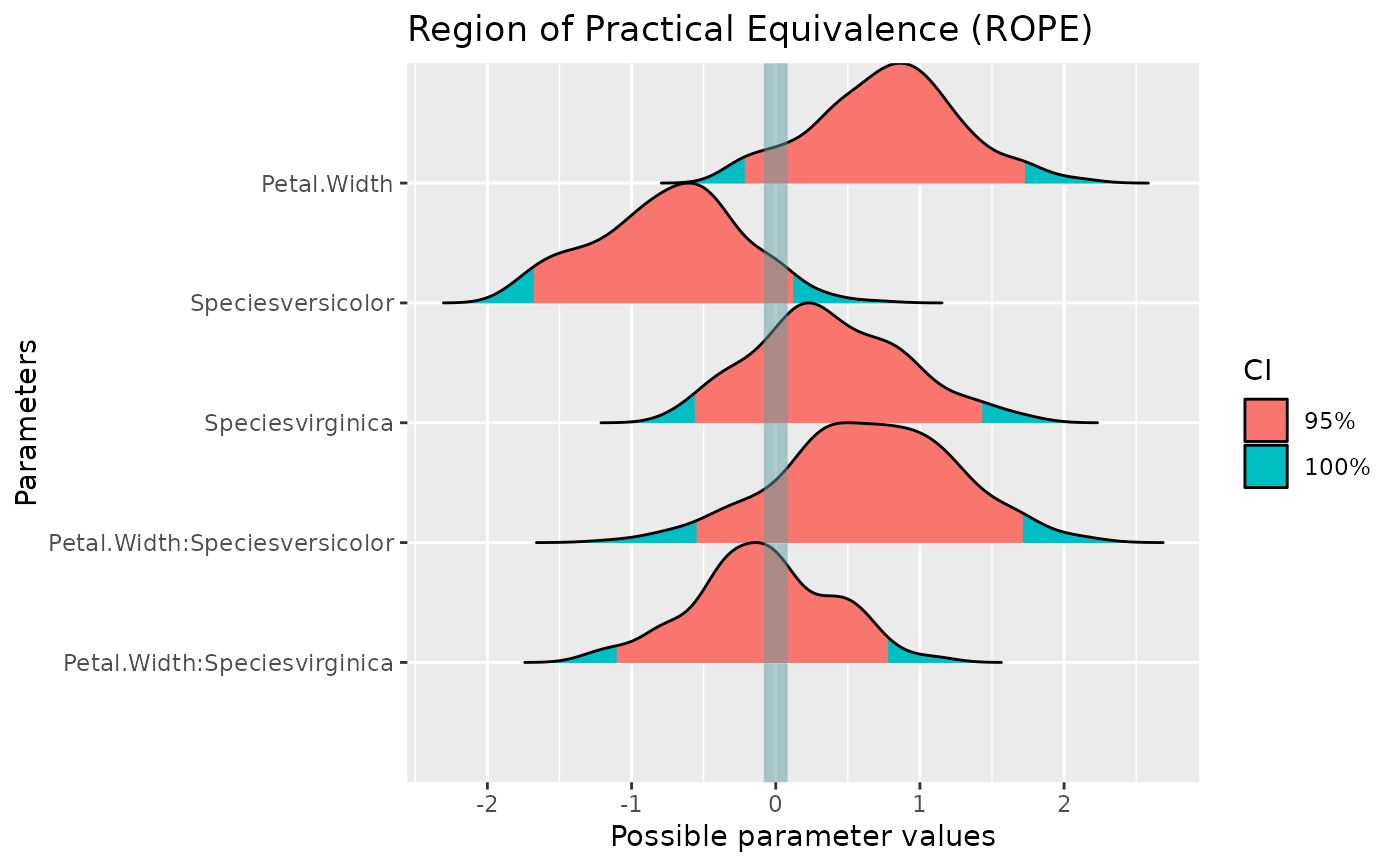 Region of Practical Equivalence (ROPE)
Parameters
Petal.Width
Speciesversicolor
Speciesvirginica
Petal.Width:Speciesversicolor
Petal.Width:Speciesvirginica
-2 -1 0 1 2
Possible parameter values
CI
95%
100%